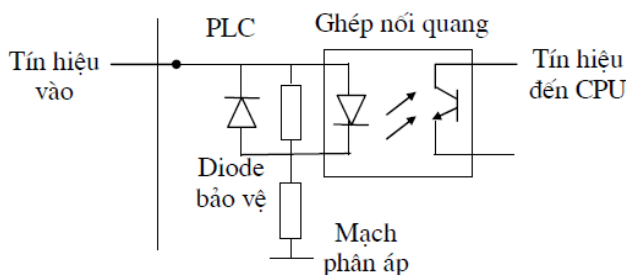 PLC
Ghép nối quang
Tín hiệu
vào
Tín hiệu
đến CPU
Diode
bảo vệ
Mạch
phân áp